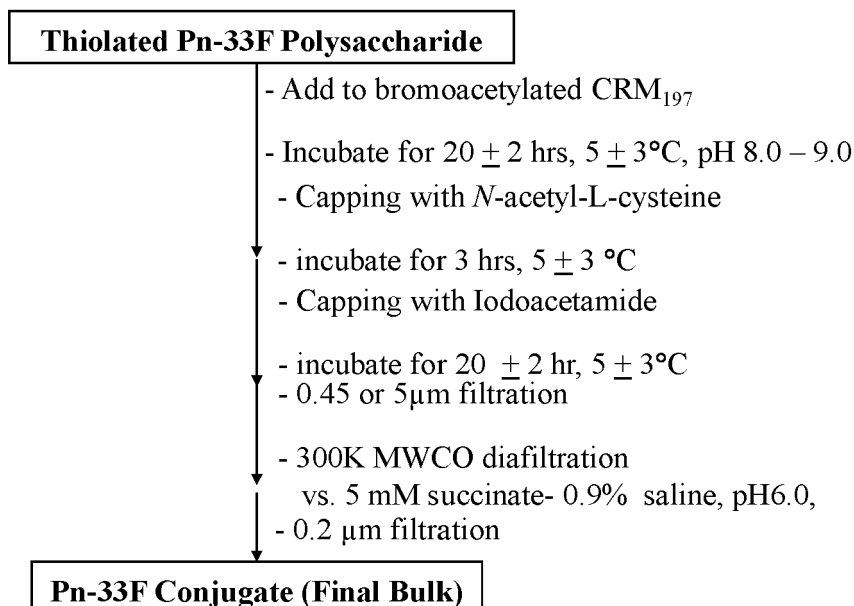 Thiolated Pn-33F Polysaccharide
- Add to bromoacetylated CRM197
- Incubate for 20 ± 2 hrs, 5 ± 3°C, pH 8.0 – 9.0
- Capping with N-acetyl-L-cysteine
- incubate for 3 hrs, 5 ± 3 °C
- Capping with Iodoacetamide
- incubate for 20 ± 2 hr, 5 ± 3°C
- 0.45 or 5µm filtration
- 300K MWCO diafiltration
vs. 5 mM succinate- 0.9% saline, pH6.0,
- 0.2 µm filtration
Pn-33F Conjugate (Final Bulk)